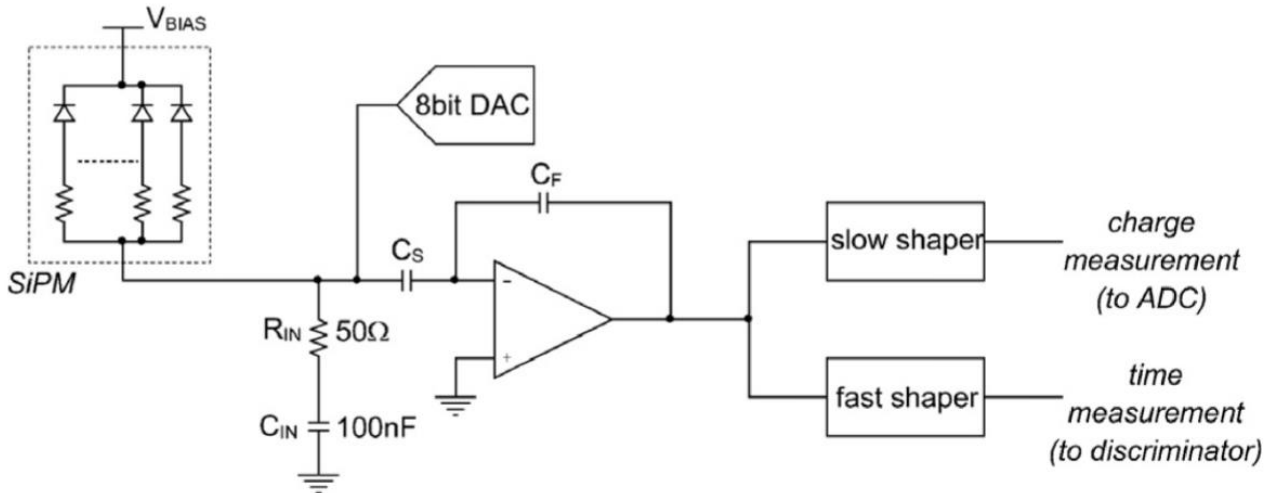 VBIAS
8bit DAC
CF
CS
SiPM
RIN 50Ω
CIN 100nF
-
+
slow shaper
charge
measurement
(to ADC)
fast shaper
time
measurement
(to discriminator)